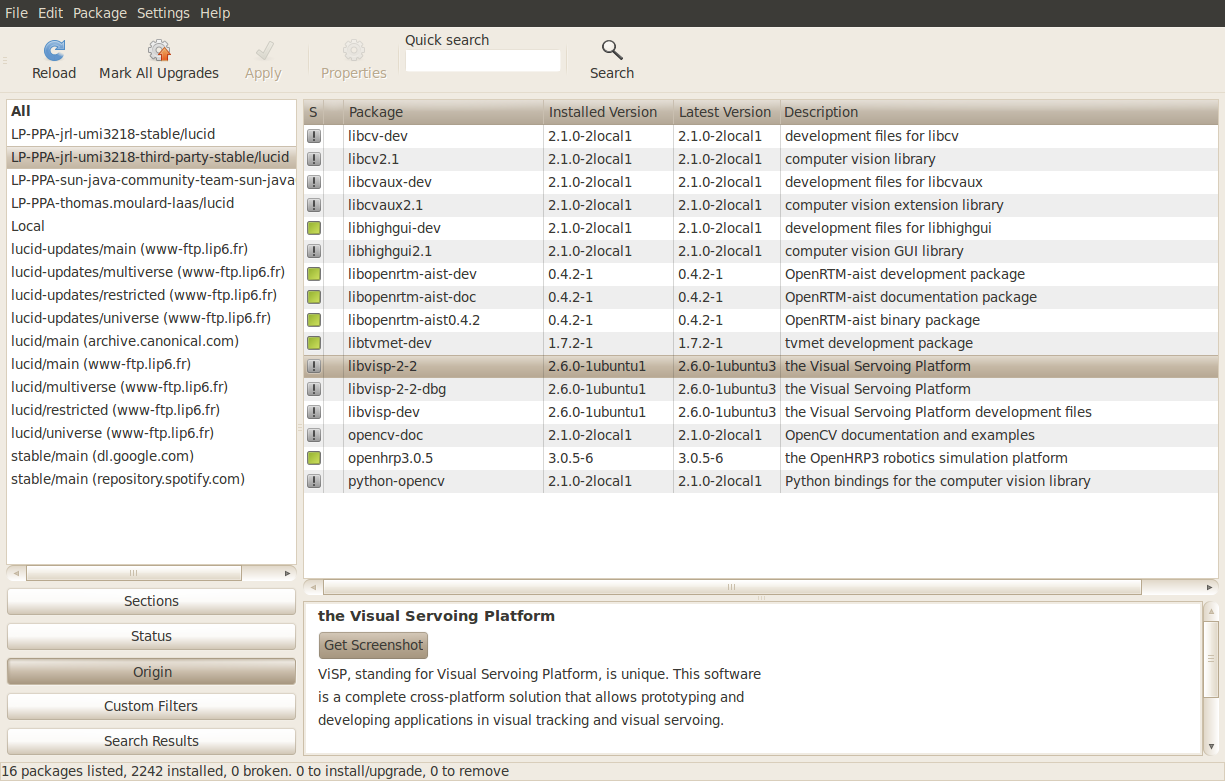 File Edit Package Settings Help
Quick search
Reload Mark All Upgrades Apply Properties Search
All
LP-PPA-jrl-umi3218-stable/lucid
LP-PPA-jrl-umi3218-third-party-stable/lucid
LP-PPA-sun-java-community-team-sun-java
LP-PPA-thomas.moulard-laas/lucid
Local
lucid-updates/main (www-ftp.lip6.fr)
lucid-updates/multiverse (www-ftp.lip6.fr)
lucid-updates/restricted (www-ftp.lip6.fr)
lucid-updates/universe (www-ftp.lip6.fr)
lucid/main (archive.canonical.com)
lucid/main (www-ftp.lip6.fr)
lucid/multiverse (www-ftp.lip6.fr)
lucid/restricted (www-ftp.lip6.fr)
lucid/universe (www-ftp.lip6.fr)
stable/main (dl.google.com)
stable/main (repository.spotify.com)
Sections
Status
Origin
Custom Filters
Search Results
S Package Installed Version Latest Version Description
libcv-dev 2.1.0-2local1 2.1.0-2local1 development files for libcv
libcv2.1 2.1.0-2local1 2.1.0-2local1 computer vision library
libcvaux-dev 2.1.0-2local1 2.1.0-2local1 development files for libcvaux
libcvaux2.1 2.1.0-2local1 2.1.0-2local1 computer vision extension library
libhighgui-dev 2.1.0-2local1 2.1.0-2local1 development files for libhighgui
libhighgui2.1 2.1.0-2local1 2.1.0-2local1 computer vision GUI library
libopenrtm-aist-dev 0.4.2-1 0.4.2-1 OpenRTM-aist development package
libopenrtm-aist-doc 0.4.2-1 0.4.2-1 OpenRTM-aist documentation package
libopenrtm-aist0.4.2 0.4.2-1 0.4.2-1 OpenRTM-aist binary package
libtvmet-dev 1.7.2-1 1.7.2-1 tvmet development package
libvisp-2-2 2.6.0-1ubuntu1 2.6.0-1ubuntu3 the Visual Servoing Platform
libvisp-2-2-dbg 2.6.0-1ubuntu1 2.6.0-1ubuntu3 the Visual Servoing Platform
libvisp-dev 2.6.0-1ubuntu1 2.6.0-1ubuntu3 the Visual Servoing Platform development files
opencv-doc 2.1.0-2local1 2.1.0-2local1 OpenCV documentation and examples
openhrp3.0.5 3.0.5-6 3.0.5-6 the OpenHRP3 robotics simulation platform
python-opencv 2.1.0-2local1 2.1.0-2local1 Python bindings for the computer vision library
the Visual Servoing Platform
Get Screenshot
ViSP, standing for Visual Servoing Platform, is unique. This software
is a complete cross-platform solution that allows prototyping and
developing applications in visual tracking and visual servoing.
16 packages listed, 2242 installed, 0 broken. 0 to install/upgrade, 0 to remove